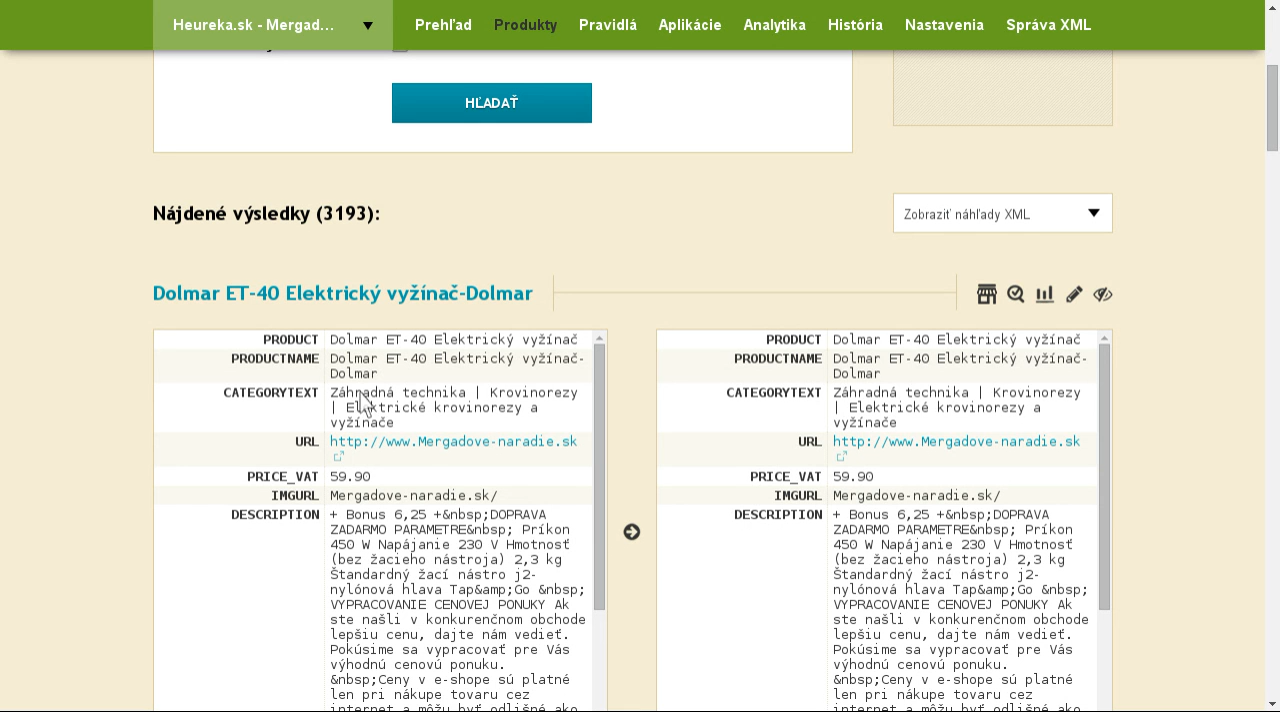 Heureka.sk - Mergad... Prehľad Produkty Pravidlá Aplikácie Analytika História Nastavenia Správa XML
HĽADAŤ
Nájdené výsledky (3193):
Zobraziť náhľady XML
Dolmar ET-40 Elektrický vyžínač-Dolmar
PRODUCT Dolmar ET-40 Elektrický vyžínač
PRODUCTNAME Dolmar ET-40 Elektrický vyžínač-
Dolmar
CATEGORYTEXT Záhradná technika | Krovinorezy
| Elektrické krovinorezy a
vyžínače
URL http://www.Mergadove-naradie.sk
PRICE_VAT 59.90
IMGURL Mergadove-naradie.sk/
DESCRIPTION + Bonus 6,25 +&nbsp;DOPRAVA
ZADARMO PARAMETRE&nbsp; Príkon
450 W Napájanie 230 V Hmotnosť
(bez žacieho nástroja) 2,3 kg
Štandardný žací nástro j2-
nylónová hlava Tap&amp;Go &nbsp;
VYPRACOVANIE CENOVEJ PONUKY Ak
ste našli v konkurenčnom obchode
lepšiu cenu, dajte nám vedieť.
Pokúsime sa vypracovať pre Vás
výhodnú cenovú ponuku.
&nbsp;Ceny v e-shope sú platné
len pri nákupe tovaru cez
internet a môžu byť odlišné ako
PRODUCT Dolmar ET-40 Elektrický vyžínač
PRODUCTNAME Dolmar ET-40 Elektrický vyžínač-
Dolmar
CATEGORYTEXT Záhradná technika | Krovinorezy
| Elektrické krovinorezy a
vyžínače
URL http://www.Mergadove-naradie.sk
PRICE_VAT 59.90
IMGURL Mergadove-naradie.sk/
DESCRIPTION + Bonus 6,25 +&nbsp;DOPRAVA
ZADARMO PARAMETRE&nbsp; Príkon
450 W Napájanie 230 V Hmotnosť
(bez žacieho nástroja) 2,3 kg
Štandardný žací nástro j2-
nylónová hlava Tap&amp;Go &nbsp;
VYPRACOVANIE CENOVEJ PONUKY Ak
ste našli v konkurenčnom obchode
lepšiu cenu, dajte nám vedieť.
Pokúsime sa vypracovať pre Vás
výhodnú cenovú ponuku.
&nbsp;Ceny v e-shope sú platné
len pri nákupe tovaru cez
internet a môžu byť odlišné ako